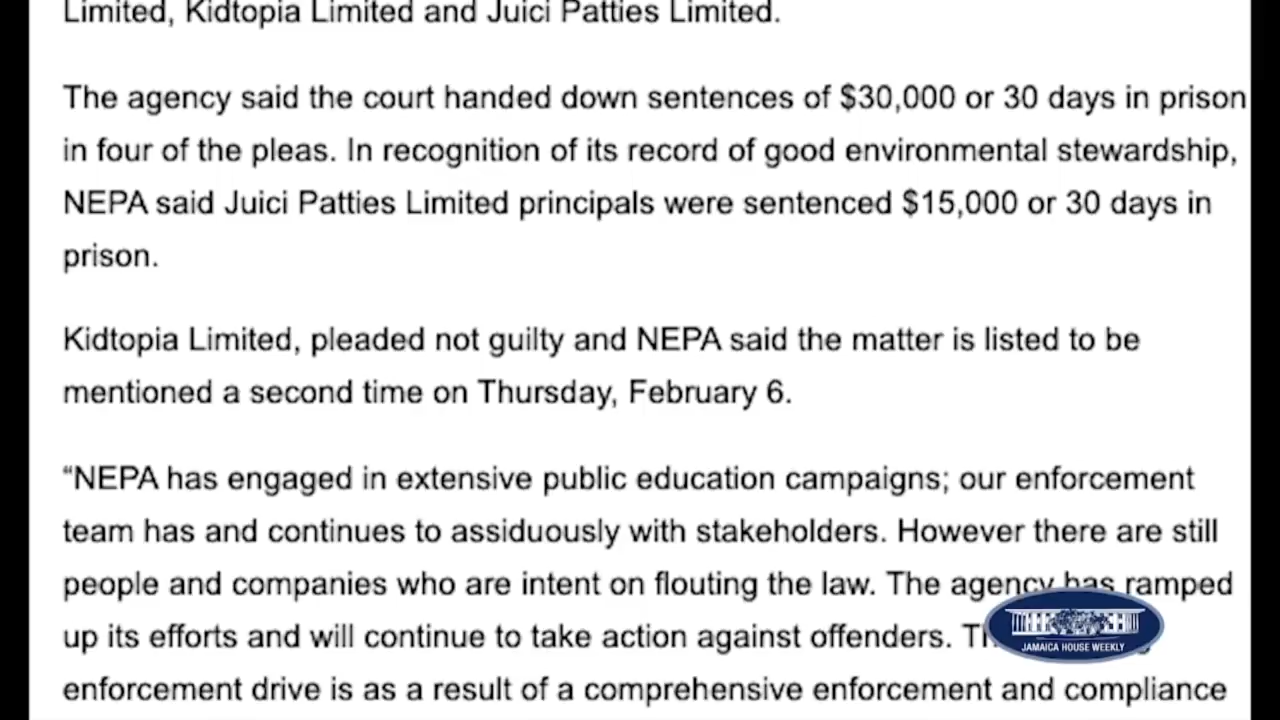 Limited, Kidtopia Limited and Juici Patties Limited.
The agency said the court handed down sentences of $30,000 or 30 days in prison
in four of the pleas. In recognition of its record of good environmental stewardship,
NEPA said Juici Patties Limited principals were sentenced $15,000 or 30 days in
prison.
Kidtopia Limited, pleaded not guilty and NEPA said the matter is listed to be
mentioned a second time on Thursday, February 6.
“NEPA has engaged in extensive public education campaigns; our enforcement
team has and continues to assiduously with stakeholders. However there are still
people and companies who are intent on flouting the law. The agency has ramped
up its efforts and will continue to take action against offenders.
JAMAICA HOUSE WEEKLY
enforcement drive is as a result of a comprehensive enforcement and compliance